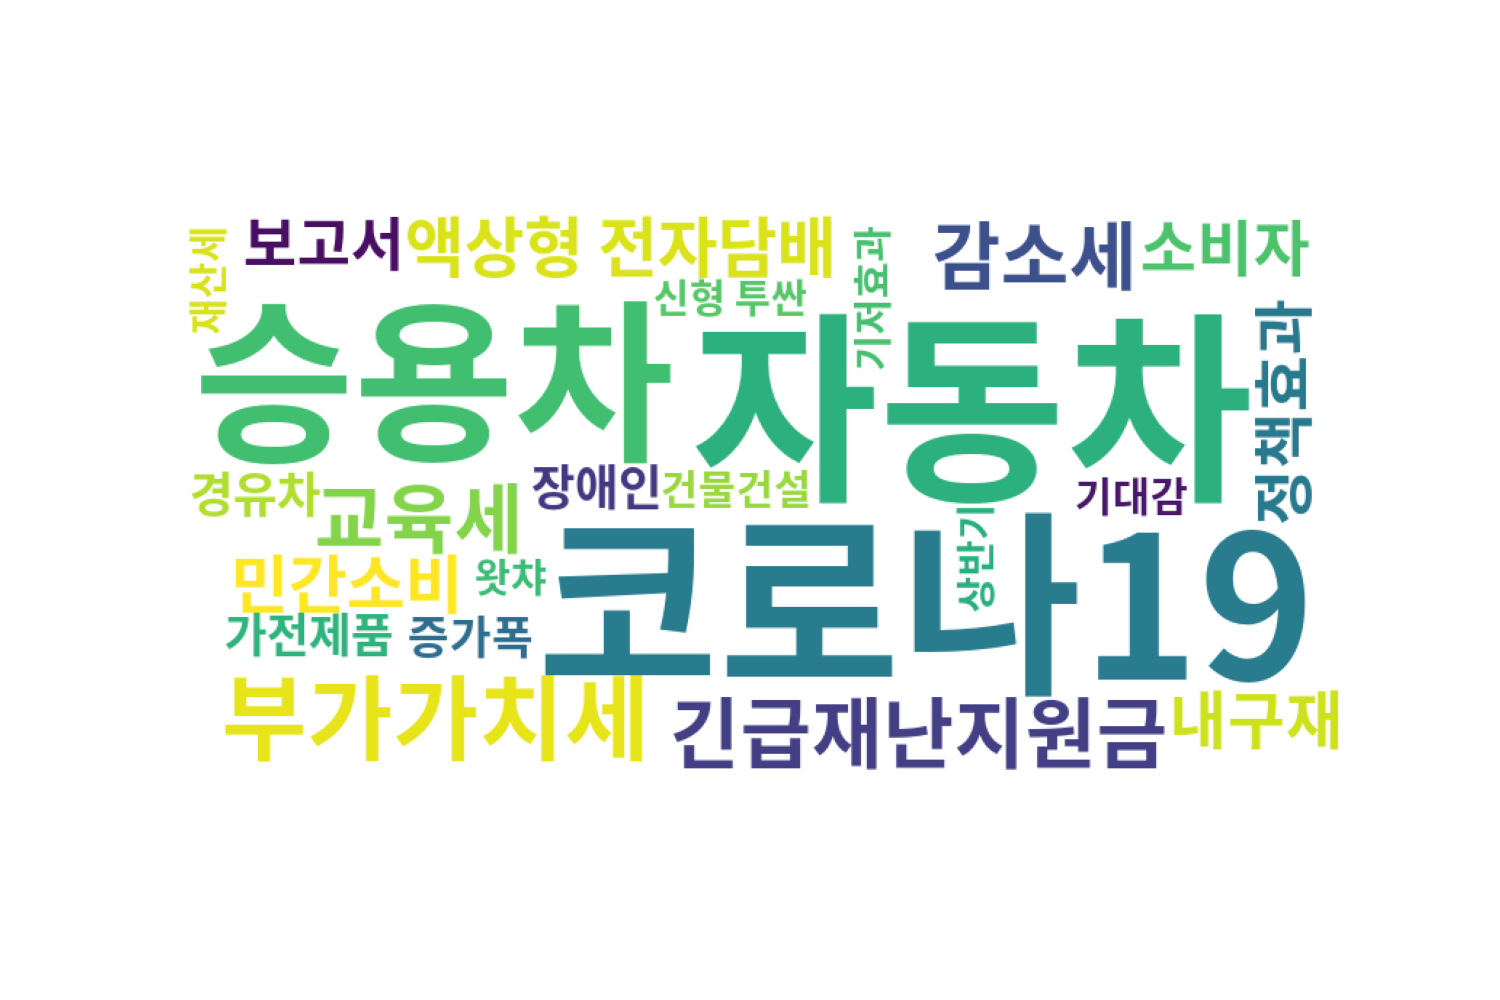 재산세
보고서
액상형 전자담배
기저효과
감소세
소비자
신형 투싼
승용차
자동차
정책효과
경유차
교육세
장애인
건물건설
기대감
상반기
민간소비
왓챠
코로나19
가전제품
증가폭
부가가치세
긴급재난지원금
내구재